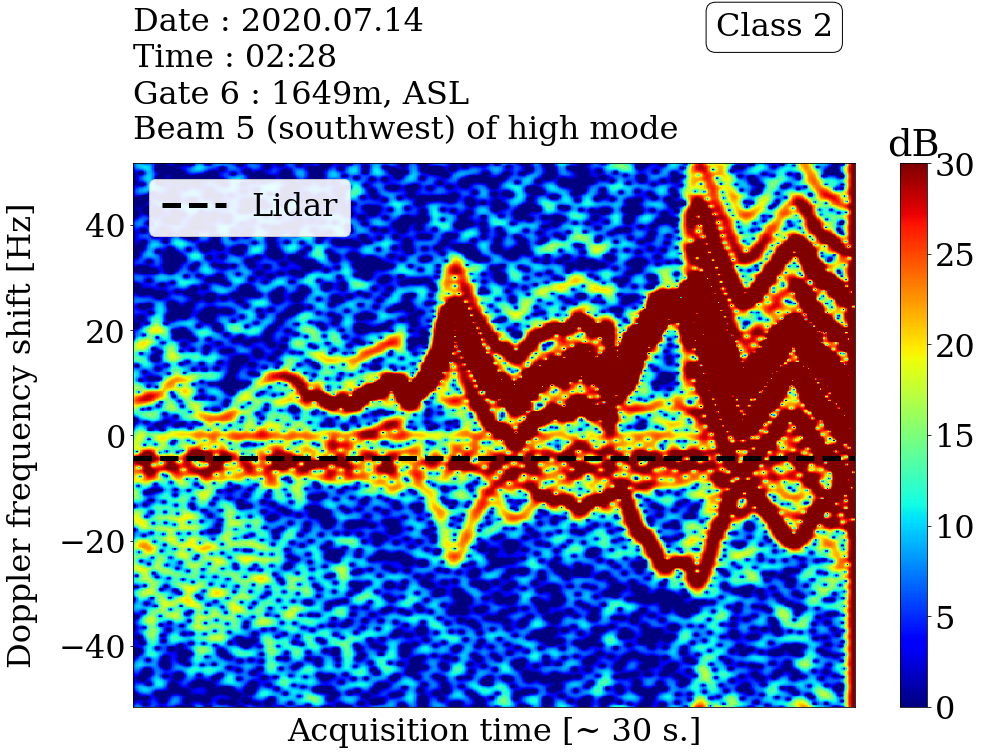 Date : 2020.07.14
Time : 02:28
Gate 6 : 1649m, ASL
Beam 5 (southwest) of high mode
Class 2
dB
Lidar
Doppler frequency shift [Hz]
40
20
0
−20
−40
Acquisition time [~ 30 s.]
30
25
20
15
10
5
0